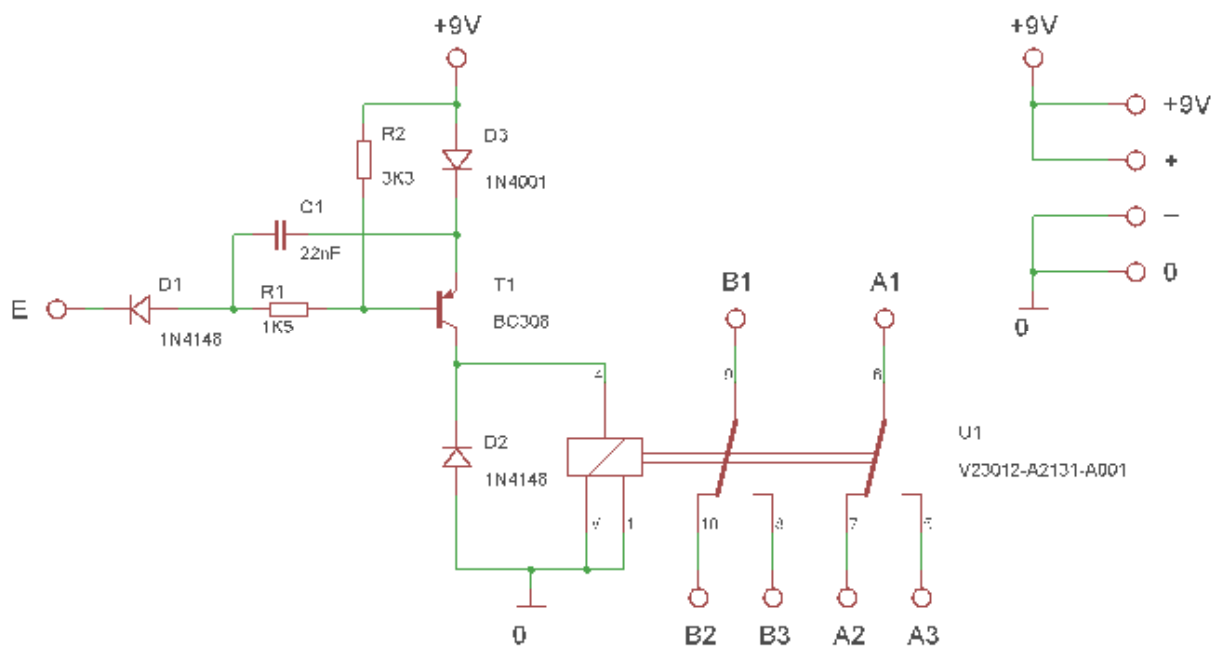 +9V
+9V
R2
3K3
D3
1N4001
+9V
+
C1
22nF
−
0
0
E
D1
1N4148
R1
1K5
T1
BC308
B1
A1
4
9
6
D2
1N4148
U1
V23012-A2131-A001
1
10
8
7
5
0
B2
B3
A2
A3